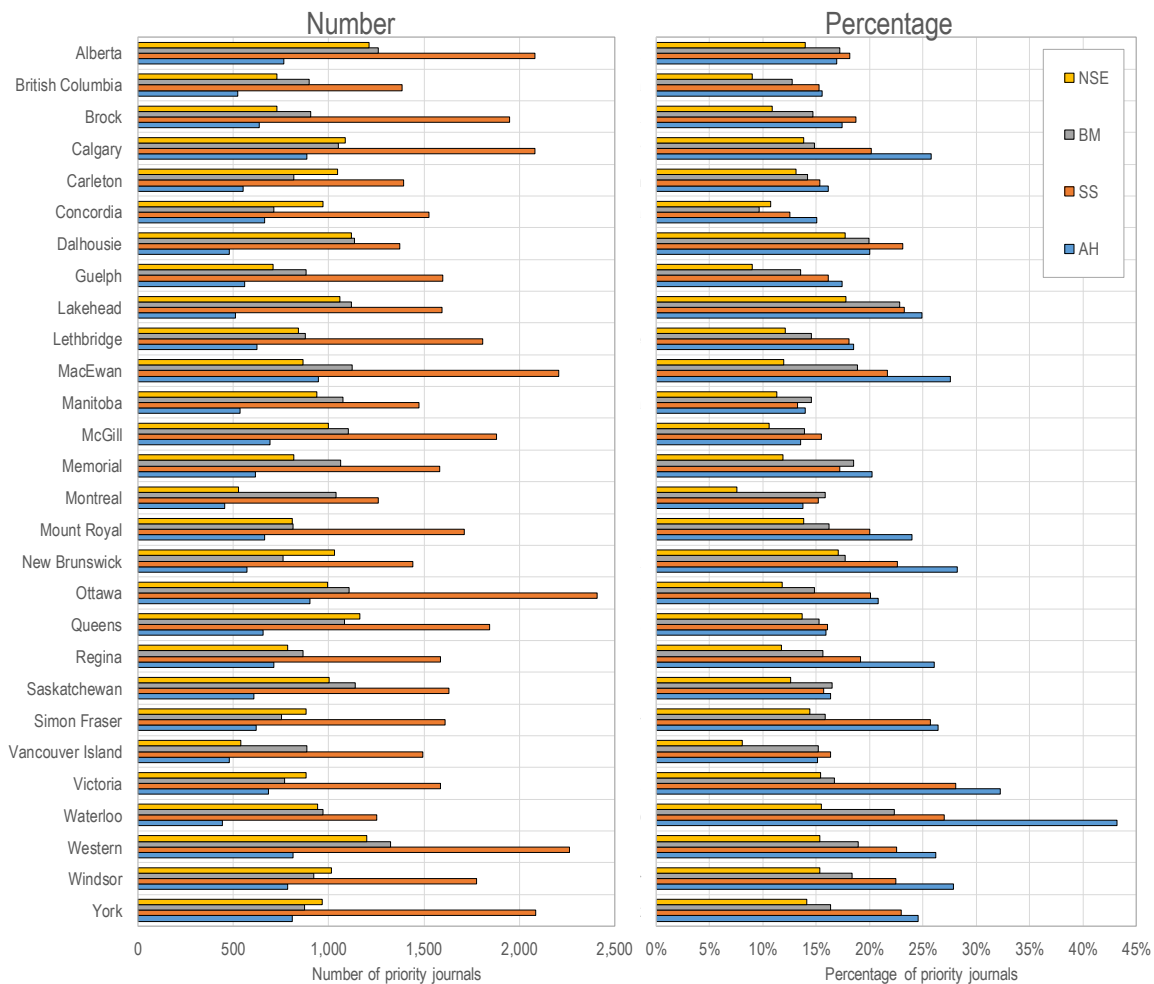 Number
Percentage
Alberta
British Columbia
Brock
Calgary
Carleton
Concordia
Dalhousie
Guelph
Lakehead
Lethbridge
MacEwan
Manitoba
McGill
Memorial
Montreal
Mount Royal
New Brunswick
Ottawa
Queens
Regina
Saskatchewan
Simon Fraser
Vancouver Island
Victoria
Waterloo
Western
Windsor
York
NSE
BM
SS
AH
0 500 1,000 1,500 2,000 2,500
Number of priority journals
0% 5% 10% 15% 20% 25% 30% 35% 40% 45%
Percentage of priority journals